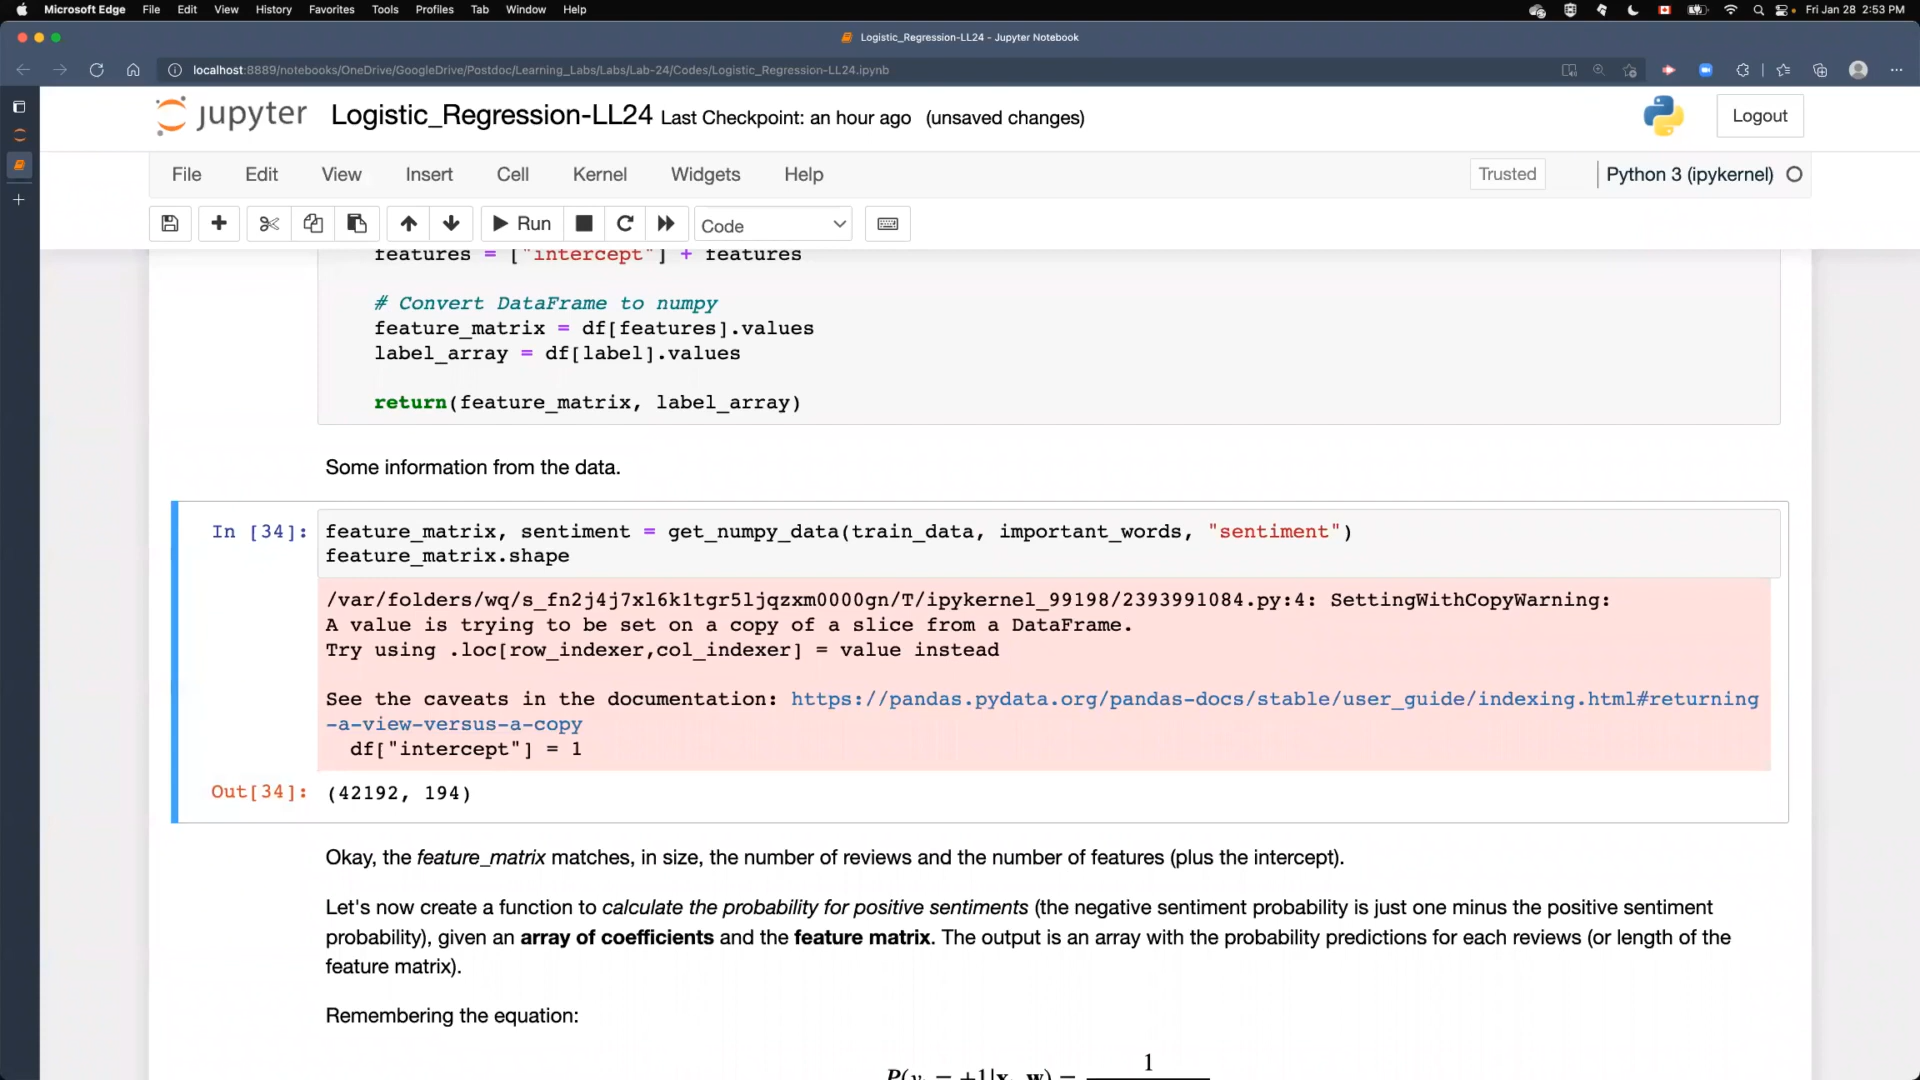 Microsoft Edge File Edit View History Favorites Tools Profiles Tab Window Help Fri Jan 28 2:53 PM
Logistic_Regression-LL24 - Jupyter Notebook
localhost:8889/notebooks/OneDrive/GoogleDrive/Postdoc/Learning_Labs/Labs/Lab-24/Codes/Logistic_Regression-LL24.ipynb
jupyter Logistic_Regression-LL24 Last Checkpoint: an hour ago (unsaved changes) Logout
File Edit View Insert Cell Kernel Widgets Help Trusted Python 3 (ipykernel)
Run Code
features = ["intercept"] + features
# Convert DataFrame to numpy
feature_matrix = df[features].values
label_array = df[label].values
return(feature_matrix, label_array)
Some information from the data.
In [34]: feature_matrix, sentiment = get_numpy_data(train_data, important_words, "sentiment")
feature_matrix.shape
/var/folders/wq/s_fn2j4j7xl6k1tgr5ljqzxm0000gn/T/ipykernel_99198/2393991084.py:4: SettingWithCopyWarning:
A value is trying to be set on a copy of a slice from a DataFrame.
Try using .loc[row_indexer,col_indexer] = value instead
See the caveats in the documentation: https://pandas.pydata.org/pandas-docs/stable/user_guide/indexing.html#returning
-a-view-versus-a-copy
df["intercept"] = 1
Out[34]: (42192, 194)
Okay, the feature_matrix matches, in size, the number of reviews and the number of features (plus the intercept).
Let's now create a function to calculate the probability for positive sentiments (the negative sentiment probability is just one minus the positive sentiment
probability), given an array of coefficients and the feature matrix. The output is an array with the probability predictions for each reviews (or length of the
feature matrix).
Remembering the equation:
1